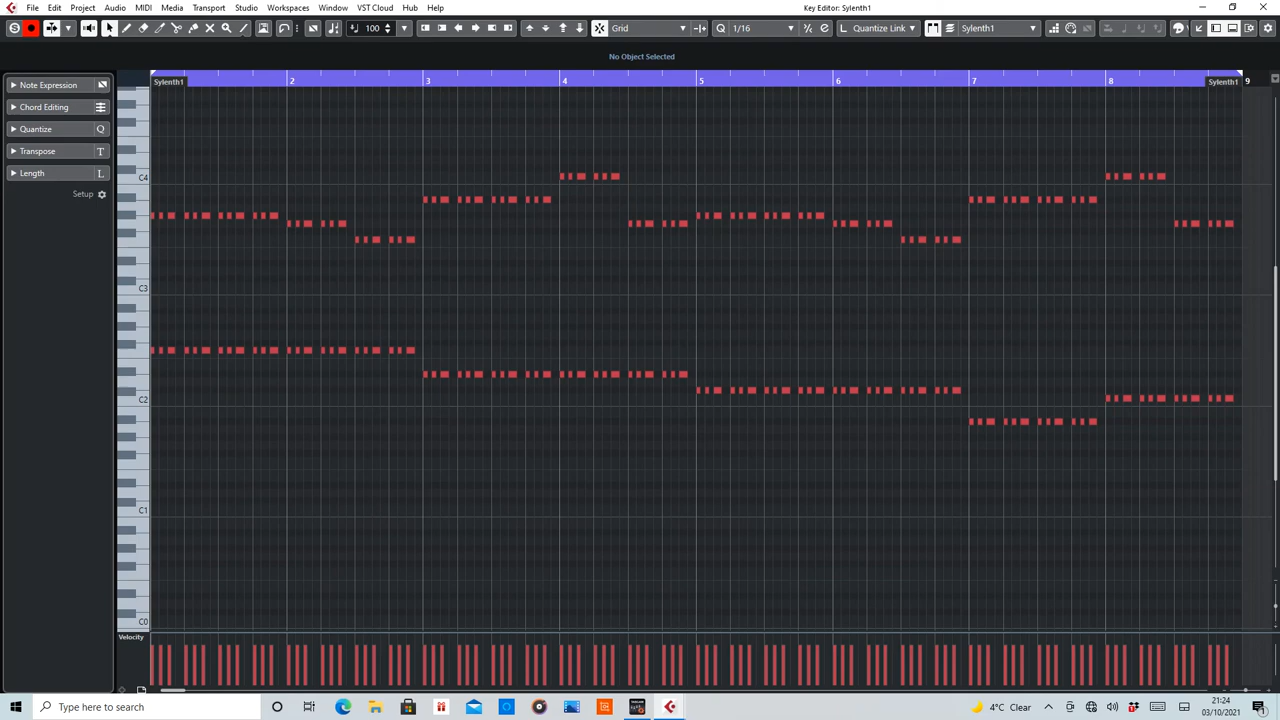 Key Editor: Sylenth1
File Edit Project Audio MIDI Media Transport Studio Workspaces Window VST Cloud Hub Help
100 Grid 1/16 Quantize Link Sylenth1
No Object Selected
Note Expression
Chord Editing
Quantize Q
Transpose T
Length L
Setup
2 3 4 5 6 7 8 9
Sylenth1 Sylenth1
C4
C3
C2
C1
C0
Velocity
Type here to search
4°C Clear
21:24
03/10/2021